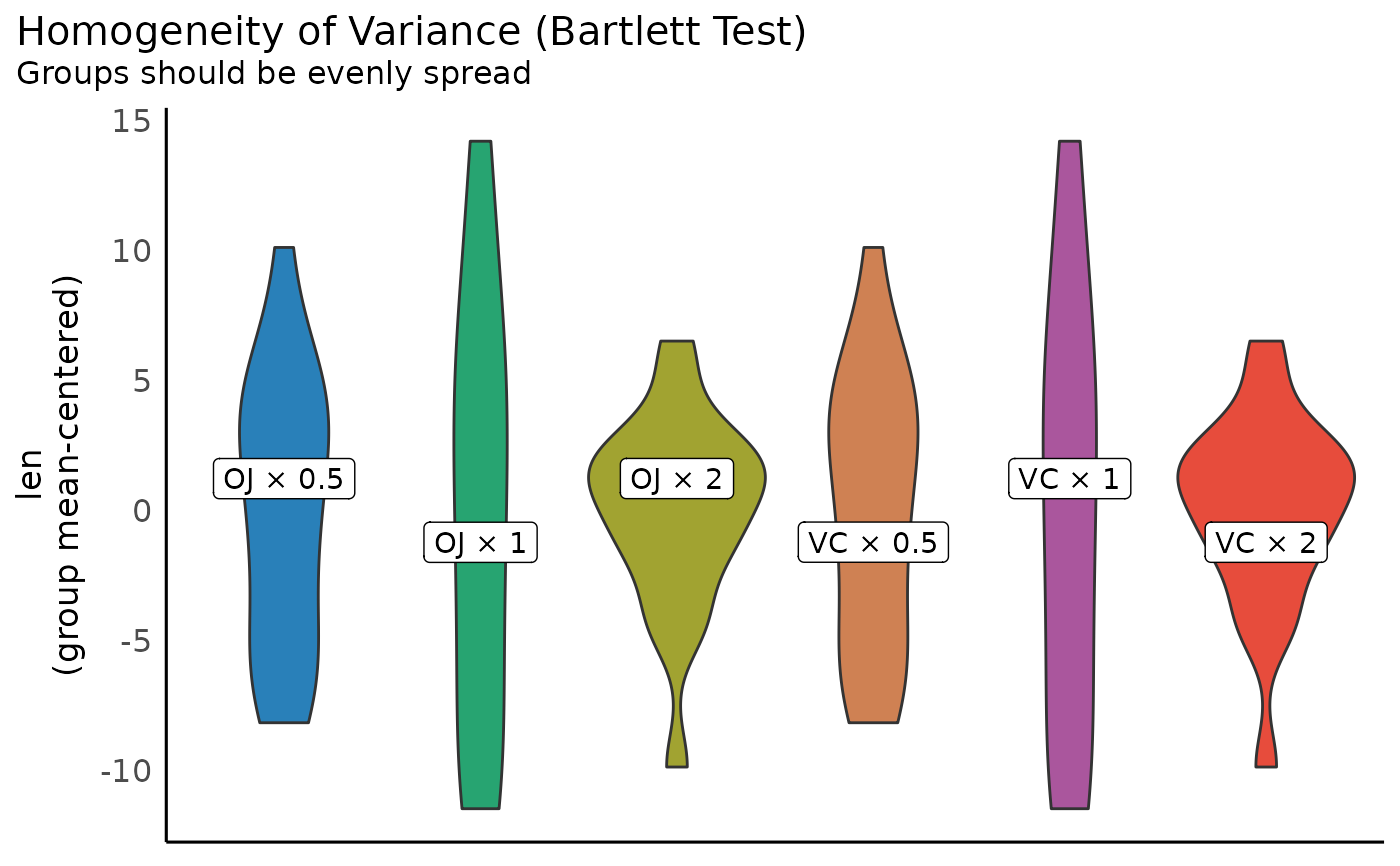 Homogeneity of Variance (Bartlett Test)
Groups should be evenly spread
15
10
5
0
-5
-10
len
(group mean-centered)
OJ × 0.5
OJ × 1
OJ × 2
VC × 0.5
VC × 1
VC × 2